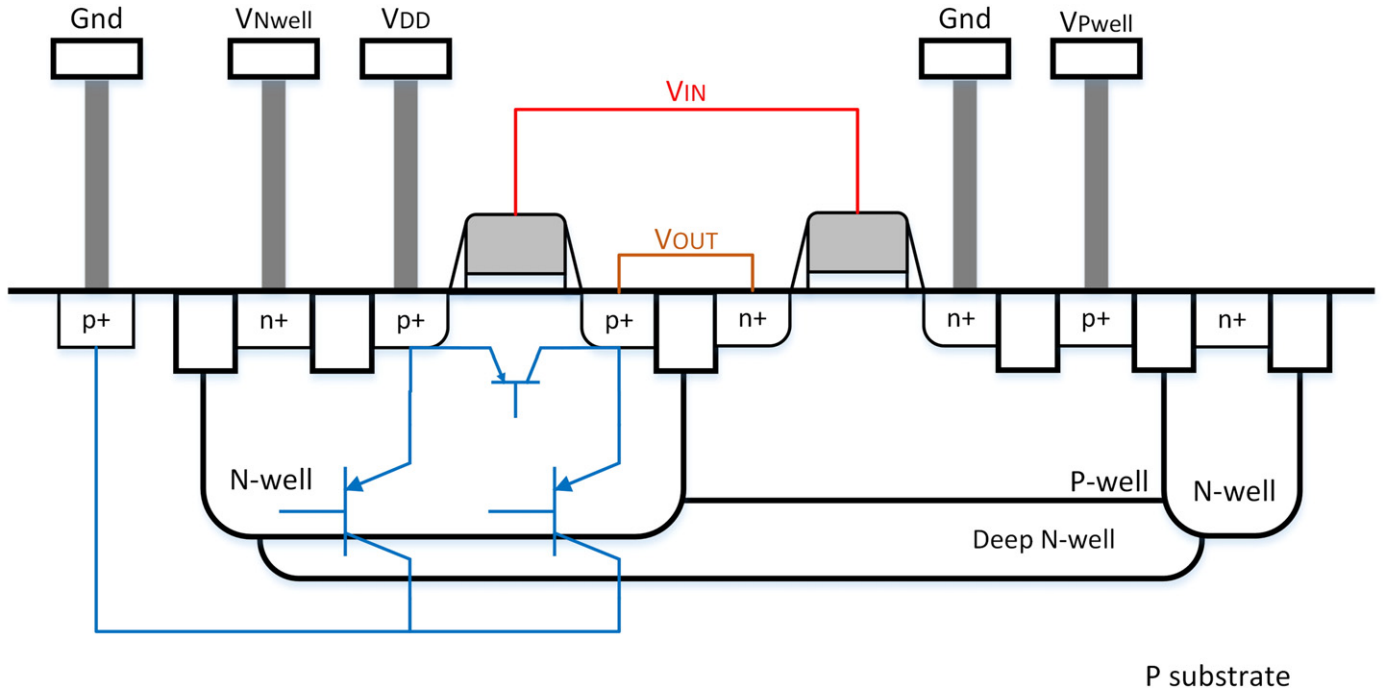 Gnd
VNwell
VDD
Gnd
VPwell
VIN
VOUT
p+
n+
p+
p+
n+
n+
p+
n+
N-well
P-well
N-well
Deep N-well
P substrate